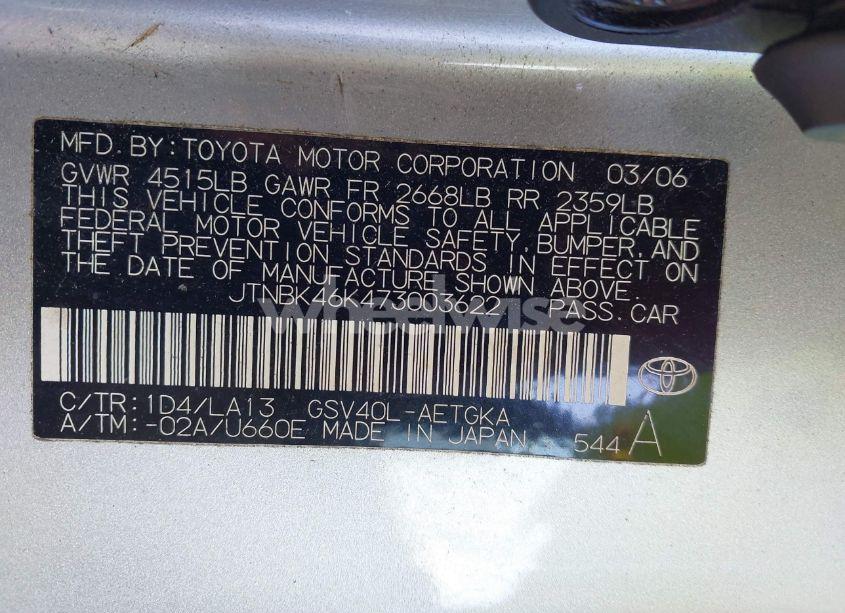 MFD. BY: TOYOTA MOTOR CORPORATION 03/06
GVWR 4515LB GAWR FR 2668LB RR 2359LB
THIS VEHICLE CONFORMS TO ALL APPLICABLE
FEDERAL MOTOR VEHICLE SAFETY, BUMPER, AND
THEFT PREVENTION STANDARDS IN EFFECT ON
THE DATE OF MANUFACTURE SHOWN ABOVE.
JTNBK46K473003622 PASS. CAR
wheelwise
C/TR: 1D4/LA13 GSV40L-AETGKA
A/TM: -02A/U660E MADE IN JAPAN 544 A